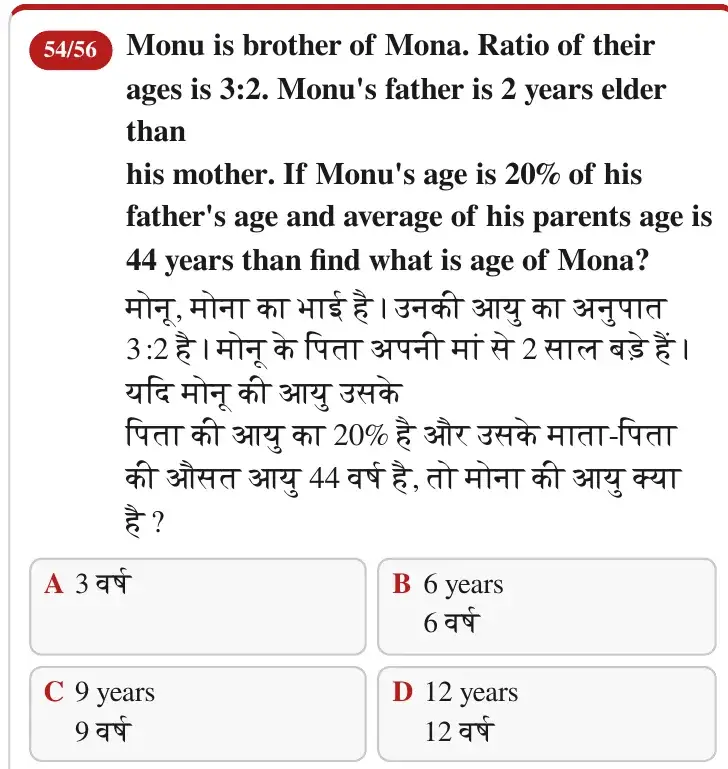 54/56 Monu is brother of Mona. Ratio of their
ages is 3:2. Monu's father is 2 years elder
than
his mother. If Monu's age is 20% of his
father's age and average of his parents age is
44 years than find what is age of Mona?
मोनू, मोना का भाई है। उनकी आयु का अनुपात
3:2 है। मोनू के पिता अपनी मां से 2 साल बड़े हैं।
यदि मोनू की आयु उसके
पिता की आयु का 20% है और उसके माता-पिता
की औसत आयु 44 वर्ष है, तो मोना की आयु क्या
है ?
A 3 वर्ष
B 6 years
6 वर्ष
C 9 years
9 वर्ष
D 12 years
12 वर्ष